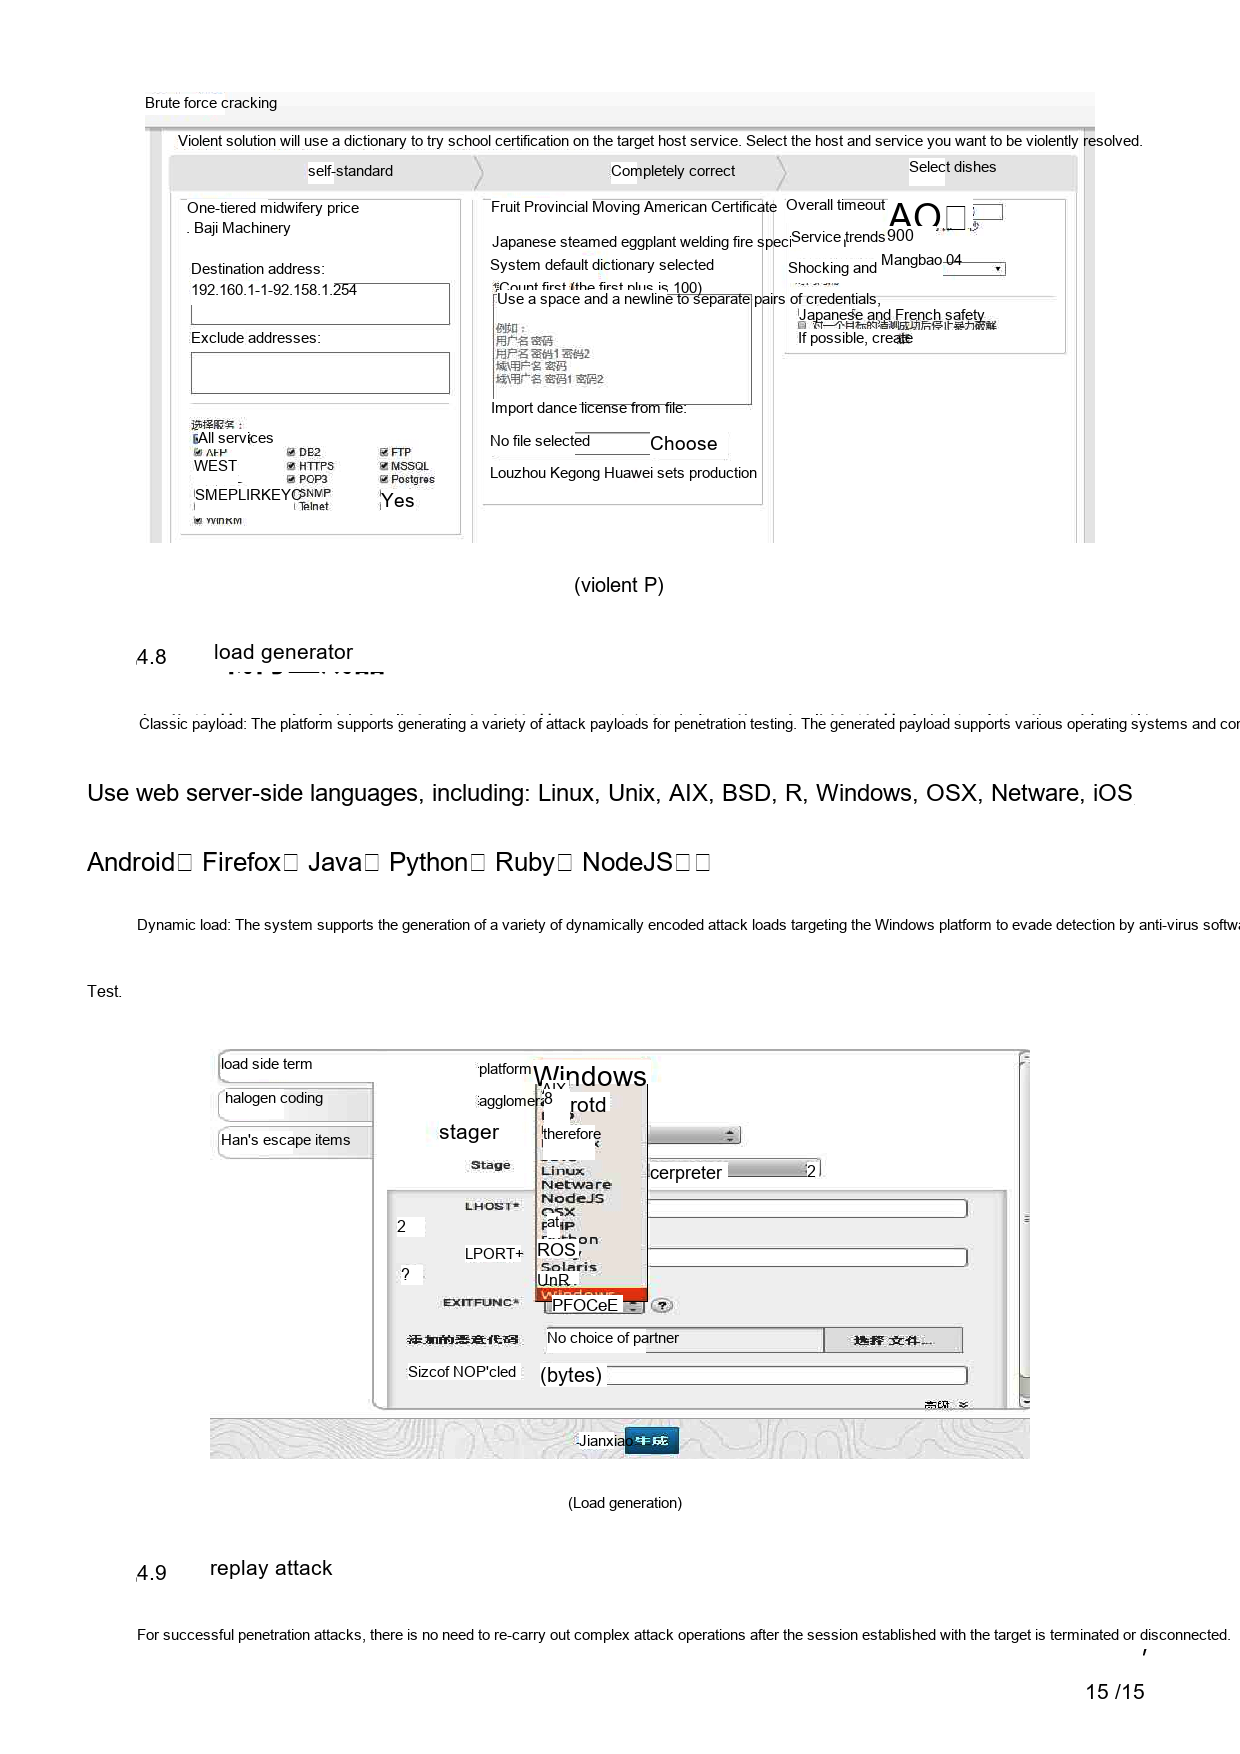 Brute force cracking
Violent solution will use a dictionary to try school certification on the target host service. Select the host and service you want to be violently resolved.
self-standard
Completely correct
Select dishes
One-tiered midwifery price
. Baji Machinery
Destination address:
192.160.1-1-92.158.1.254
Exclude addresses:
选择服务：
All services
AFP
DB2
FTP
WEST
HTTPS
MSSQL
POP3
Postgres
SMEPLIRKEYC
SNMP
Yes
Telnet
WinRM
Fruit Provincial Moving American Certificate
Japanese steamed eggplant welding fire speci
System default dictionary selected
Count first (the first plus is 100)
Use a space and a newline to separate pairs of credentials,
例如：
用户名 密码
用户名 密码1 密码2
域\用户名 密码
域\用户名 密码1 密码2
Import dance license from file:
No file selected
Choose
Louzhou Kegong Huawei sets production
Overall timeout
AO
Service trends
900
Shocking and
Mangbao 04
Japanese and French safety
对一个目标的猜测成功后停止暴力破解
If possible, create
(violent P)
4.8 load generator
Classic payload: The platform supports generating a variety of attack payloads for penetration testing. The generated payload supports various operating systems and cor
Use web server-side languages, including: Linux, Unix, AIX, BSD, R, Windows, OSX, Netware, iOS
Android Firefox Java Python Ruby NodeJS
Dynamic load: The system supports the generation of a variety of dynamically encoded attack loads targeting the Windows platform to evade detection by anti-virus softwa
Test.
load side term
halogen coding
Han's escape items
platform
Windows
AIX
agglomer
8
rotd
stager
therefore
Stage
Linux
cerpreter
2
Netware
NodeJS
LHOST*
OSX
2
at
PHP
Python
LPORT+
ROS
Solaris
?
UnR
Windows
EXITFUNC*
PFOCeE
?
添加的恶意代码
No choice of partner
选择 文件...
Sizcof NOP'cled
(bytes)
高级
Jianxiao
生成
(Load generation)
4.9 replay attack
For successful penetration attacks, there is no need to re-carry out complex attack operations after the session established with the target is terminated or disconnected.
,
15 /15